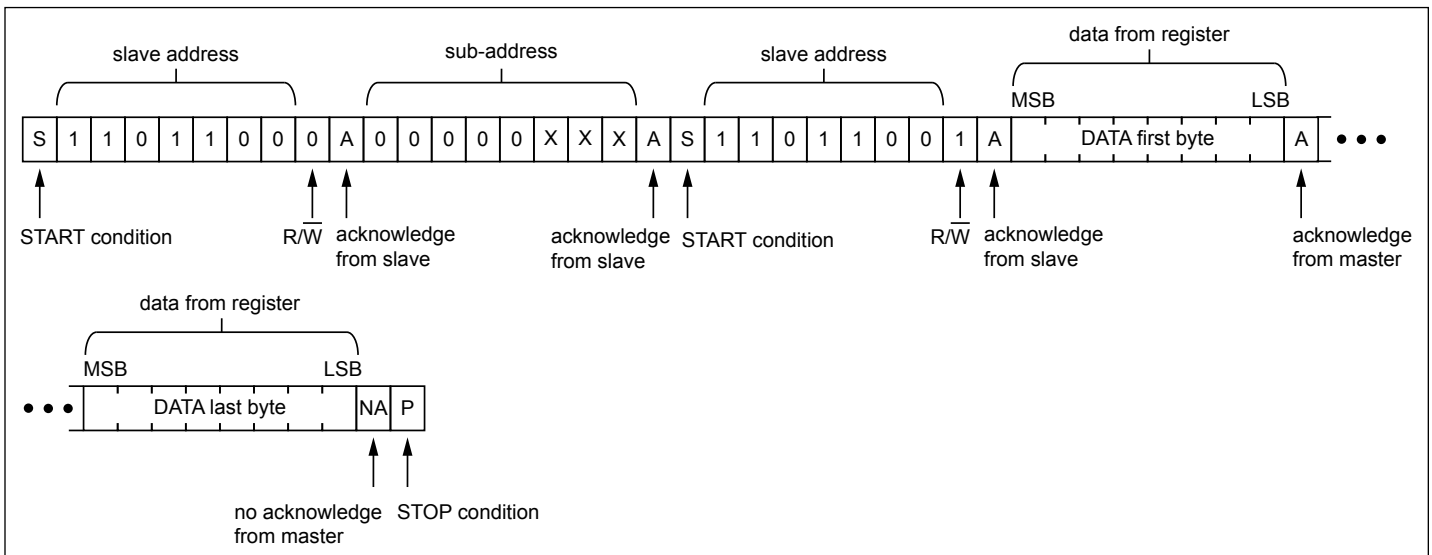 slave address sub-address slave address data from register
MSB LSB
S 1 1 0 1 1 0 0 0 A 0 0 0 0 0 X X X A S 1 1 0 1 1 0 0 1 A DATA first byte A •••
START condition R/W̅ acknowledge from slave acknowledge from slave START condition R/W̅ acknowledge from slave acknowledge from master
data from register
MSB LSB
••• DATA last byte NA P
no acknowledge from master STOP condition